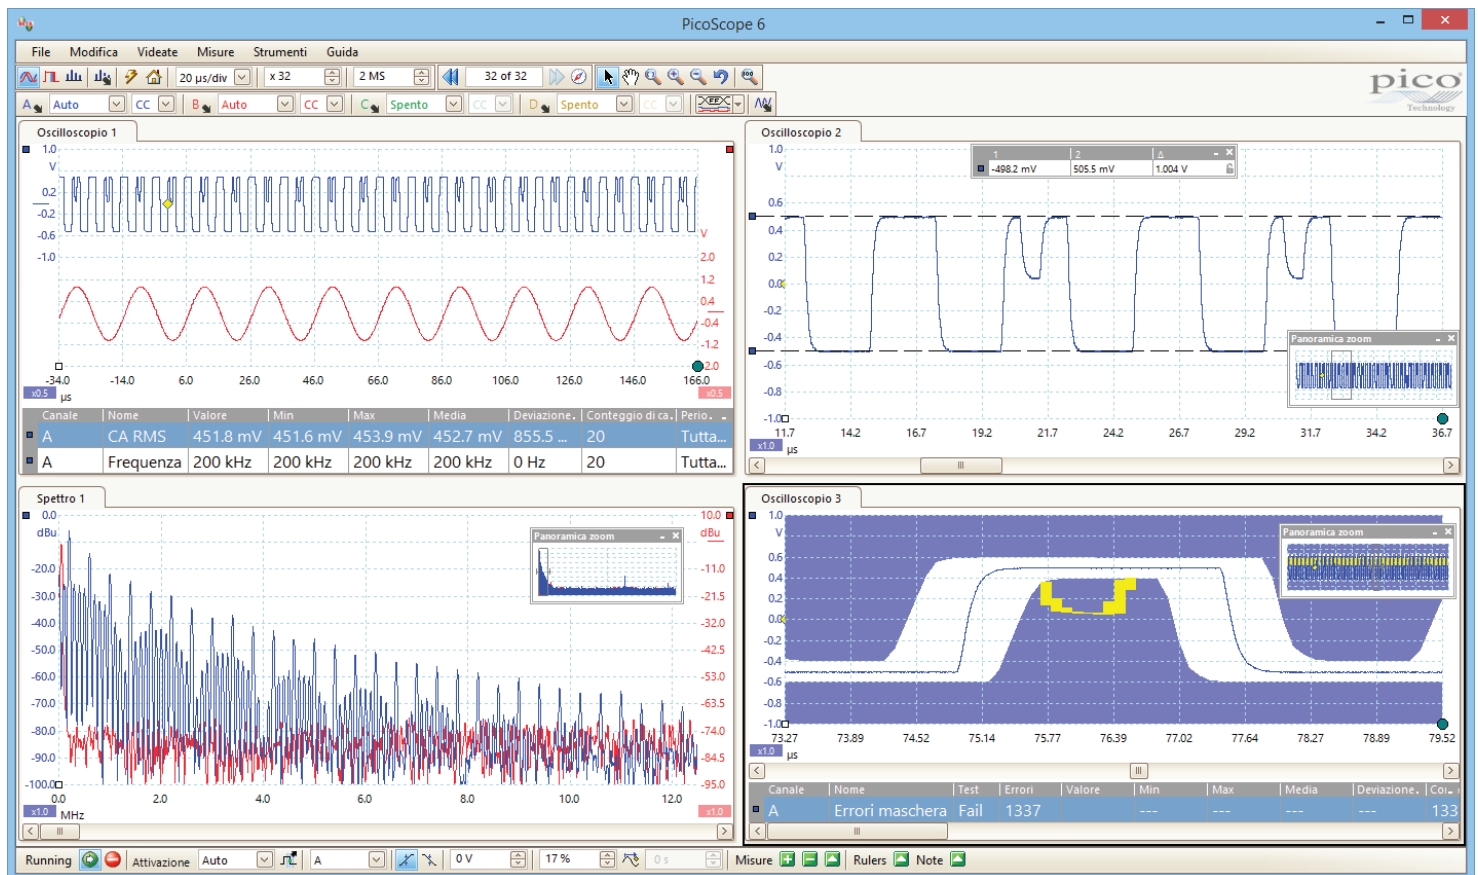 PicoScope 6
File Modifica Videate Misure Strumenti Guida
20 µs/div x 32 2 MS 32 of 32
pico
Technology
A Auto CC B Auto CC C Spento CC D Spento CC
Oscilloscopio 1
1.0
V
0.2
-0.2
-0.6
-1.0
V
2.0
1.2
0.4
-0.4
-1.2
-2.0
-34.0 -14.0 6.0 26.0 46.0 66.0 86.0 106.0 126.0 146.0 166.0
x0.5 µs x0.5
Canale Nome Valore Min Max Media Deviazione. Conteggio di ca. Perio.
A CA RMS 451.8 mV 451.6 mV 453.9 mV 452.7 mV 855.5 ... 20 Tutta...
A Frequenza 200 kHz 200 kHz 200 kHz 200 kHz 0 Hz 20 Tutta...
Oscilloscopio 2
1 2 Δ
-498.2 mV 505.5 mV 1.004 V
1.0
V
0.6
0.4
0.2
0.0
-0.2
-0.4
-0.6
-0.8
-1.0
Panoramica zoom
11.7 14.2 16.7 19.2 21.7 24.2 26.7 29.2 31.7 34.2 36.7
x1.0 µs
Spettro 1
0.0
dBu
-20.0
-30.0
-40.0
-50.0
-60.0
-70.0
-80.0
-90.0
-100.0
Panoramica zoom
10.0
dBu
-11.0
-21.5
-32.0
-42.5
-53.0
-63.5
-74.0
-84.5
-95.0
0.0 2.0 4.0 6.0 8.0 10.0 12.0
x1.0 MHz x1.0
Oscilloscopio 3
1.0
V
0.6
0.4
0.2
0.0
-0.2
-0.4
-0.6
-0.8
-1.0
Panoramica zoom
73.27 73.89 74.52 75.14 75.77 76.39 77.02 77.64 78.27 78.89 79.52
x1.0 µs
Canale Nome Test Errori Valore Min Max Media Deviazione.
A Errori maschera Fail 1337 --- --- --- --- 133
Running Attivazione Auto A 0 V 17 % 0 s Misure Rulers Note